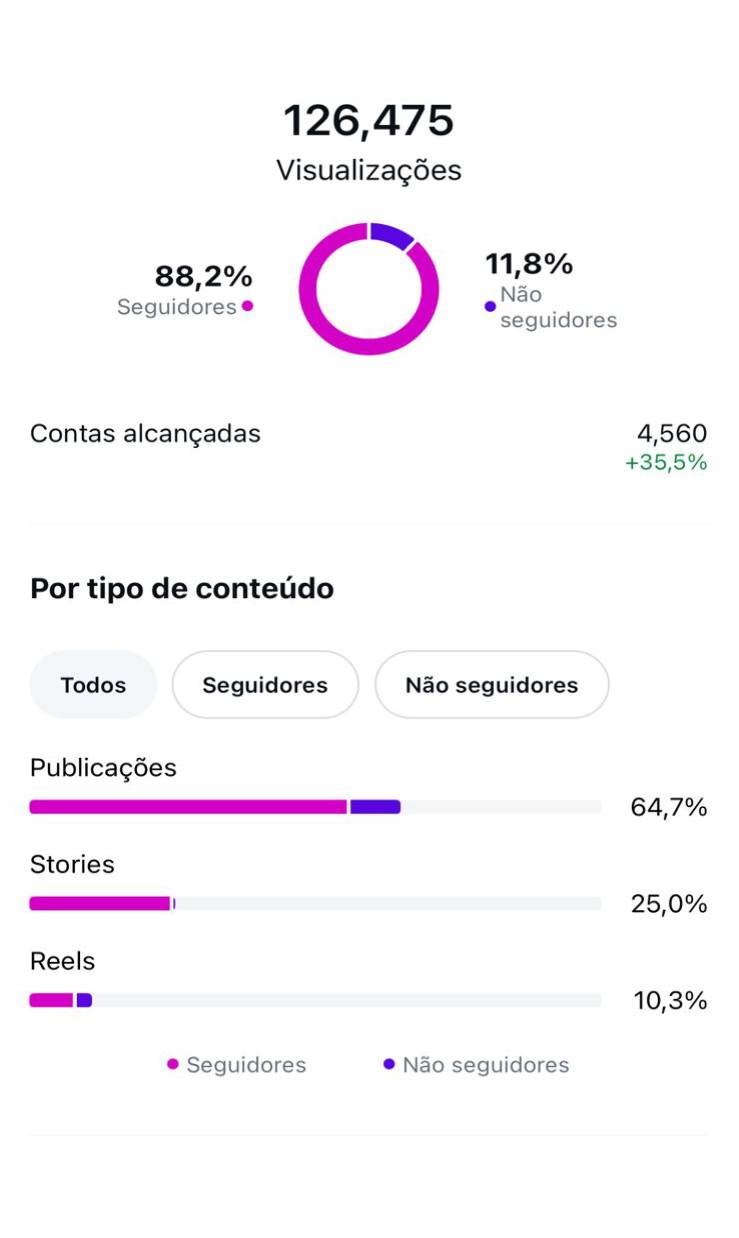 126,475
Visualizações
88,2%
Seguidores
11,8%
Não
seguidores
Contas alcançadas
4,560
+35,5%
Por tipo de conteúdo
Todos
Seguidores
Não seguidores
Publicações
64,7%
Stories
25,0%
Reels
10,3%
Seguidores
Não seguidores